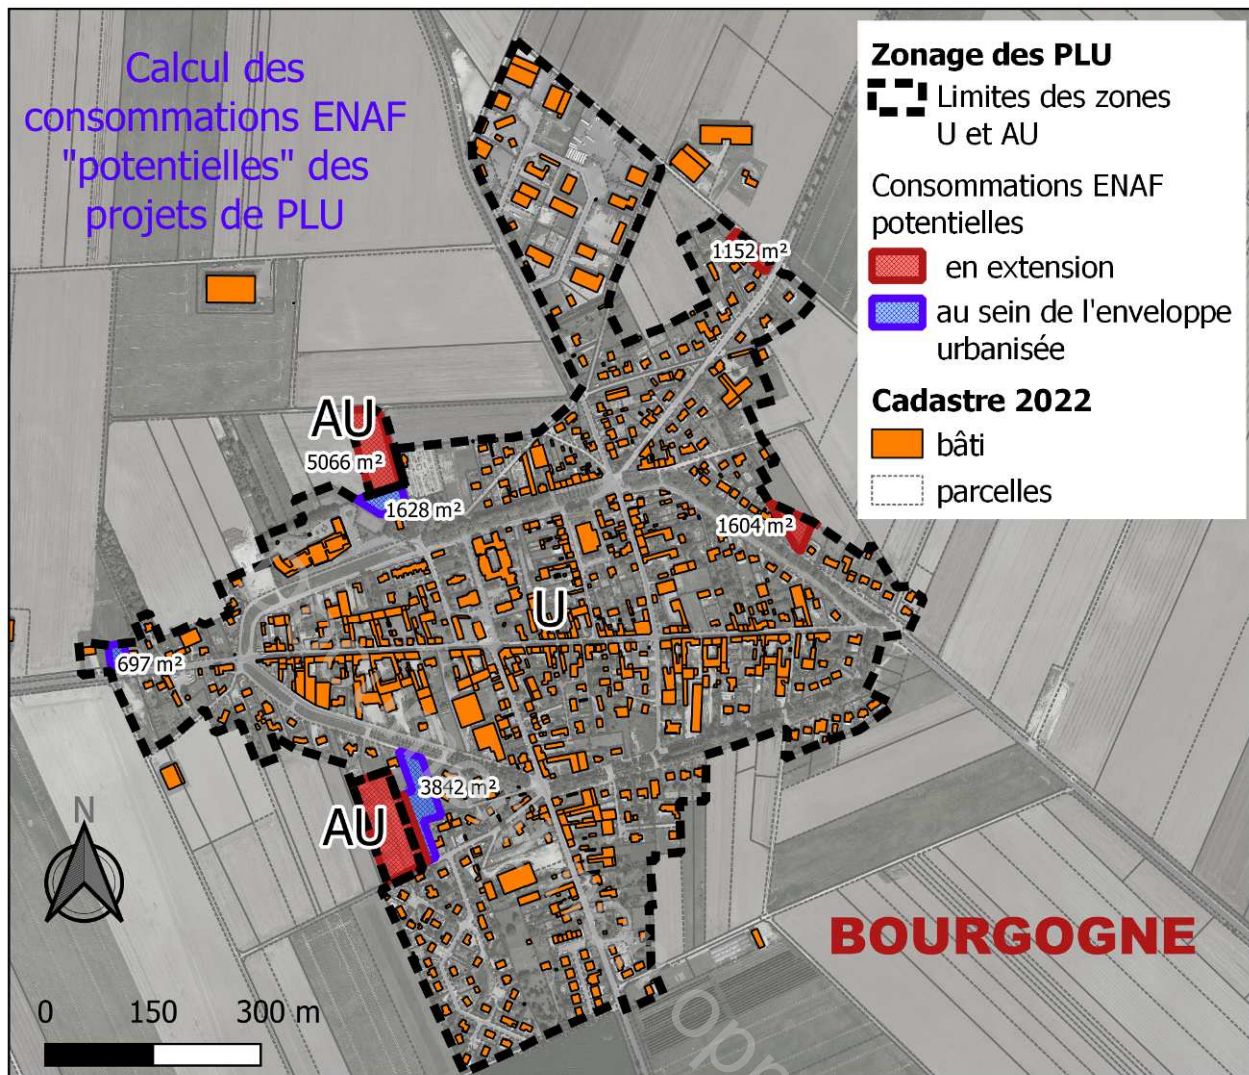 Calcul des
consommations ENAF
"potentielles" des
projets de PLU
Zonage des PLU
Limites des zones
U et AU
Consommations ENAF
potentielles
en extension
au sein de l'enveloppe
urbanisée
Cadastre 2022
bâti
parcelles
1152 m²
AU
5066 m²
1628 m²
1604 m²
U
697 m²
3842 m²
AU
N
BOURGOGNE
0 150 300 m